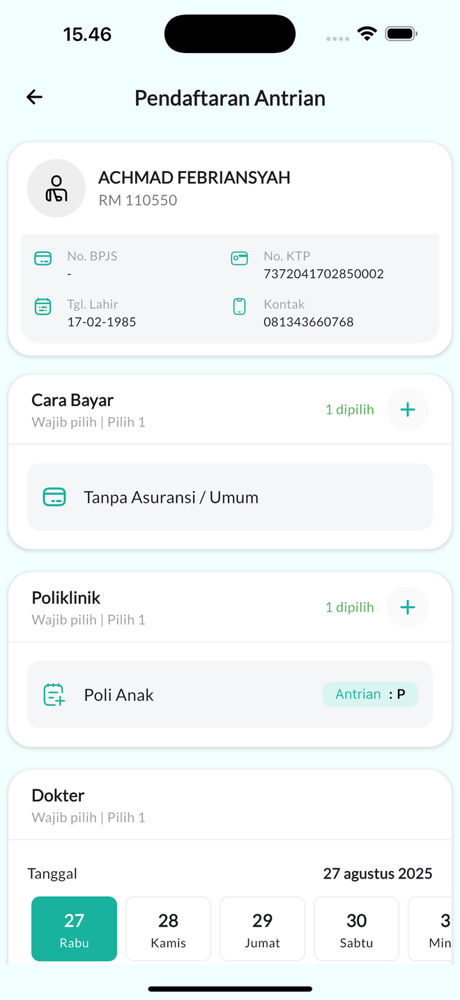 15.46
Pendaftaran Antrian
ACHMAD FEBRIANSYAH
RM 110550
No. BPJS
-
No. KTP
7372041702850002
Tgl. Lahir
17-02-1985
Kontak
081343660768
Cara Bayar
Wajib pilih | Pilih 1
1 dipilih
Tanpa Asuransi / Umum
Poliklinik
Wajib pilih | Pilih 1
1 dipilih
Poli Anak
Antrian : P
Dokter
Wajib pilih | Pilih 1
Tanggal
27 agustus 2025
27
Rabu
28
Kamis
29
Jumat
30
Sabtu
3
Min